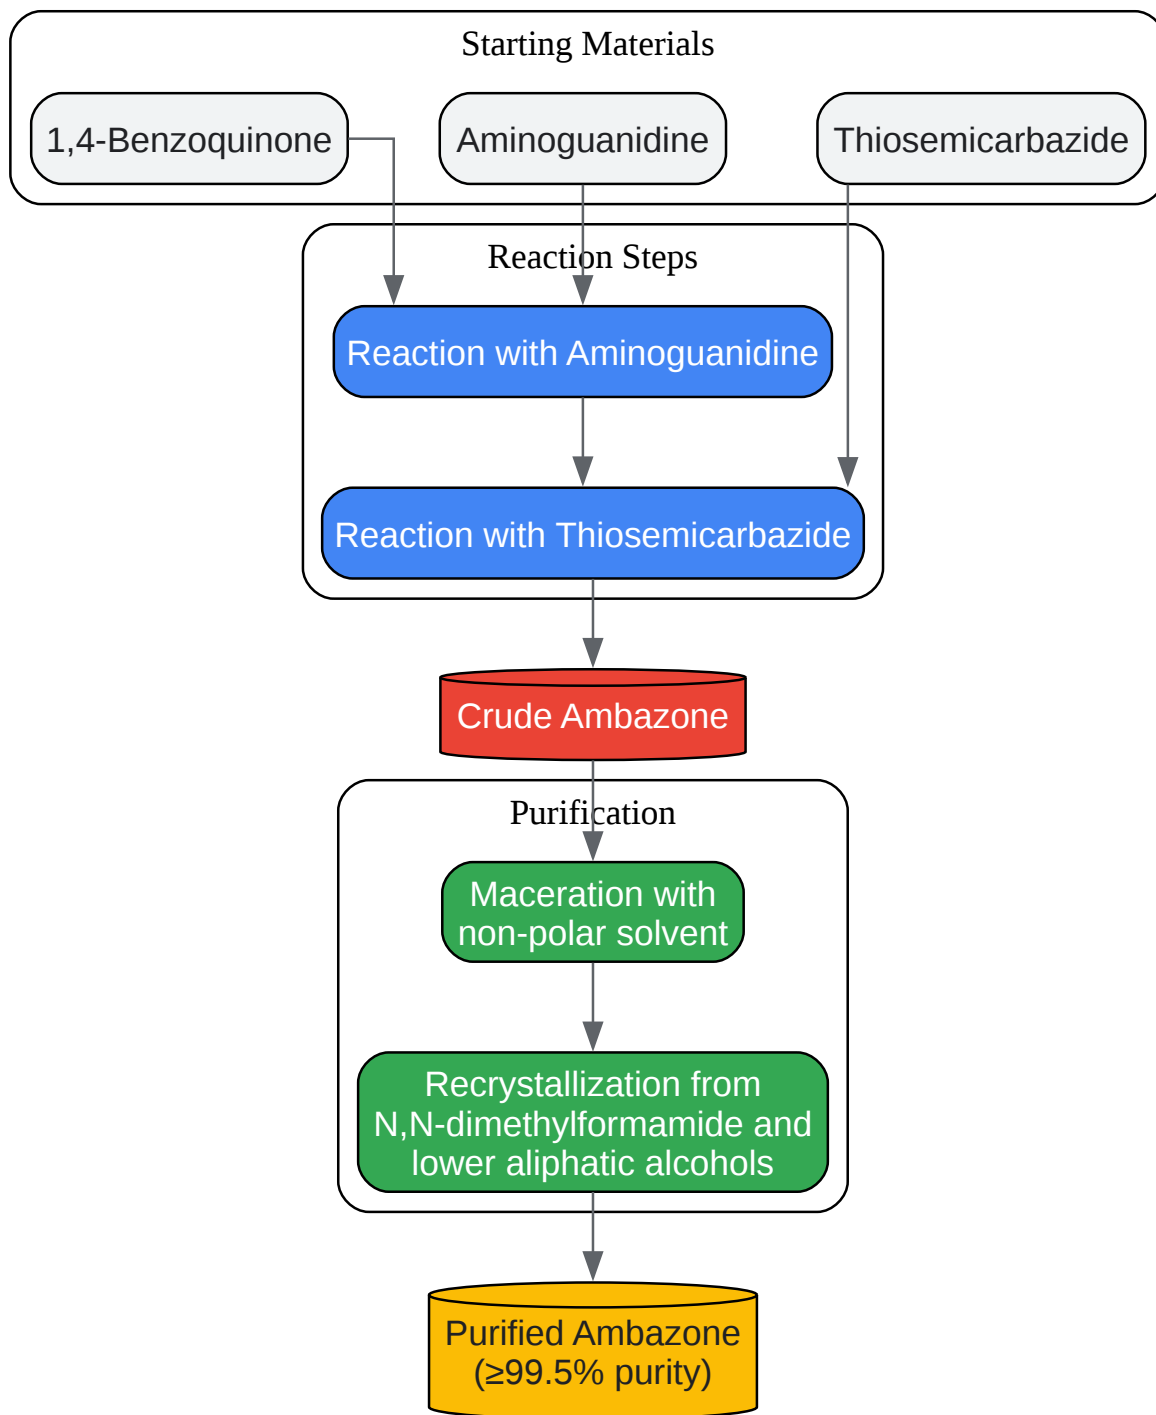 Starting Materials
1,4-Benzoquinone
Aminoguanidine
Thiosemicarbazide
Reaction Steps
Reaction with Aminoguanidine
Reaction with Thiosemicarbazide
Crude Ambazone
Purification
Maceration with
non-polar solvent
Recrystallization from
N,N-dimethylformamide and
lower aliphatic alcohols
Purified Ambazone
(≥99.5% purity)